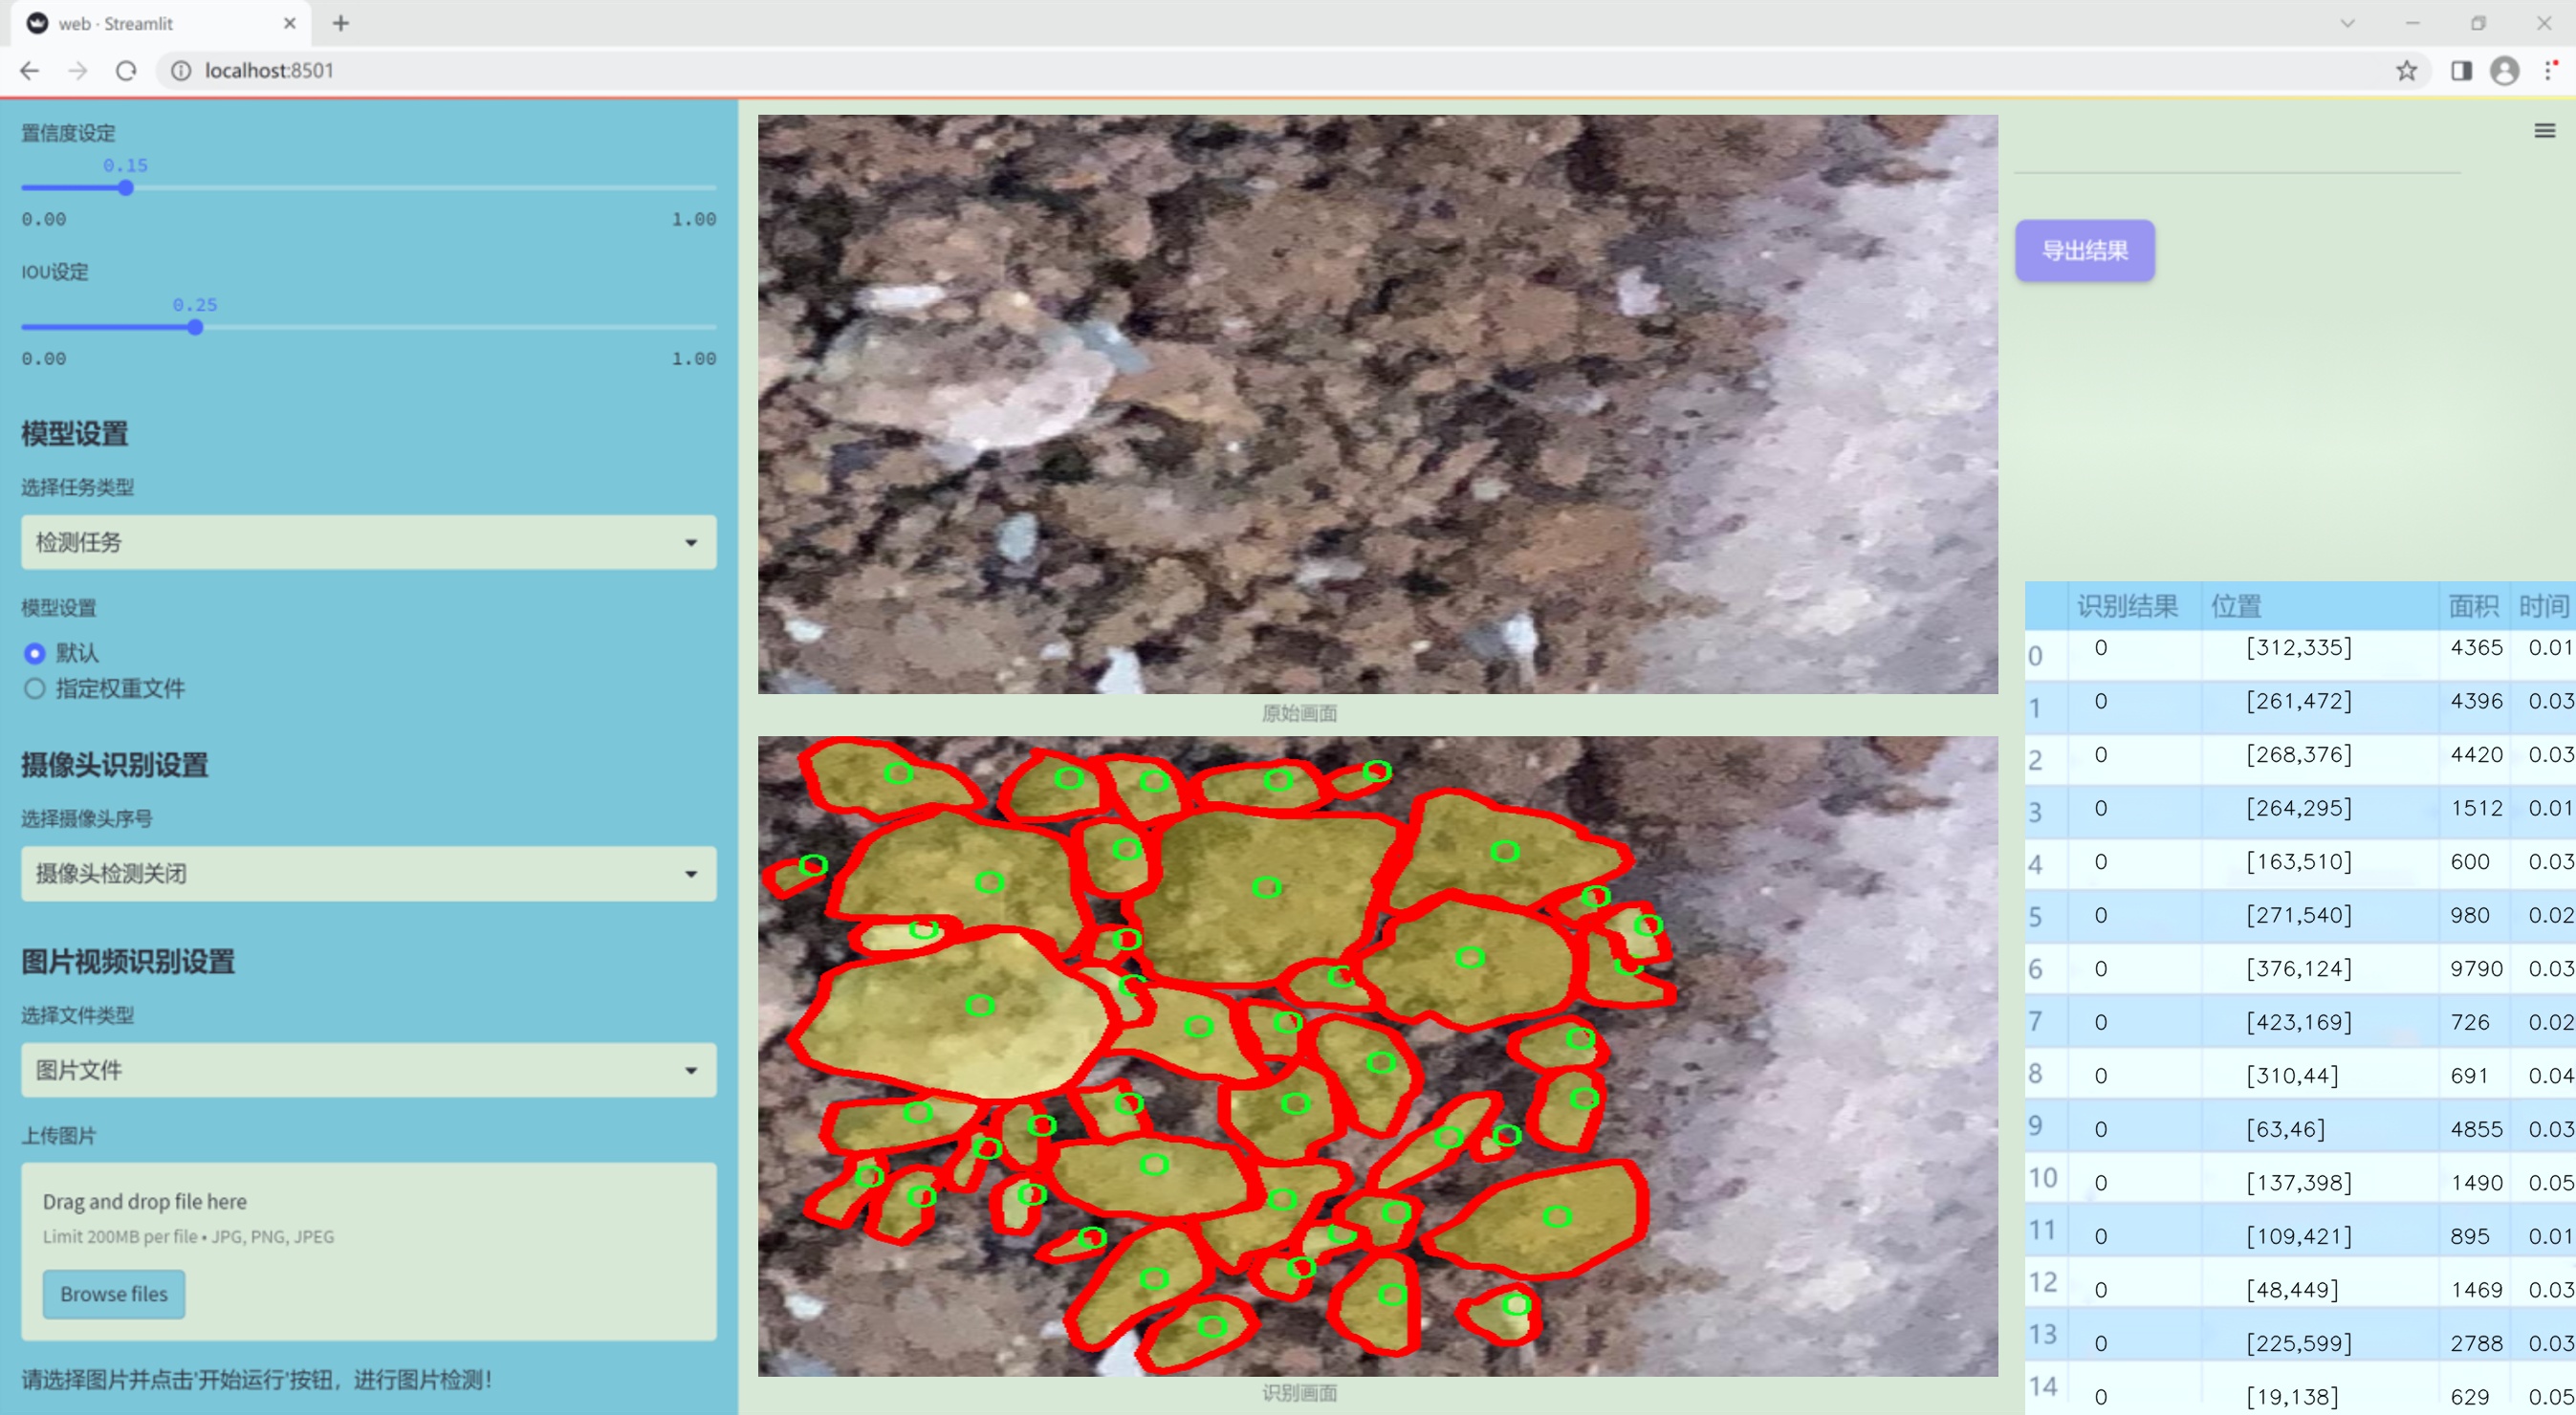 web · Streamlit
localhost:8501
置信度设定
0.15
0.00 1.00
IOU设定
0.25
0.00 1.00
模型设置
选择任务类型
检测任务
模型设置
默认
指定权重文件
摄像头识别设置
选择摄像头序号
摄像头检测关闭
图片视频识别设置
选择文件类型
图片文件
上传图片
Drag and drop file here
Limit 200MB per file • JPG, PNG, JPEG
Browse files
请选择图片并点击'开始运行'按钮，进行图片检测！
原始画面
识别画面
导出结果
识别结果 位置 面积 时间
0 0 [312,335] 4365 0.01
1 0 [261,472] 4396 0.03
2 0 [268,376] 4420 0.03
3 0 [264,295] 1512 0.01
4 0 [163,510] 600 0.03
5 0 [271,540] 980 0.02
6 0 [376,124] 9790 0.03
7 0 [423,169] 726 0.02
8 0 [310,44] 691 0.04
9 0 [63,46] 4855 0.03
10 0 [137,398] 1490 0.05
11 0 [109,421] 895 0.01
12 0 [48,449] 1469 0.03
13 0 [225,599] 2788 0.03
14 0 [19,138] 629 0.05